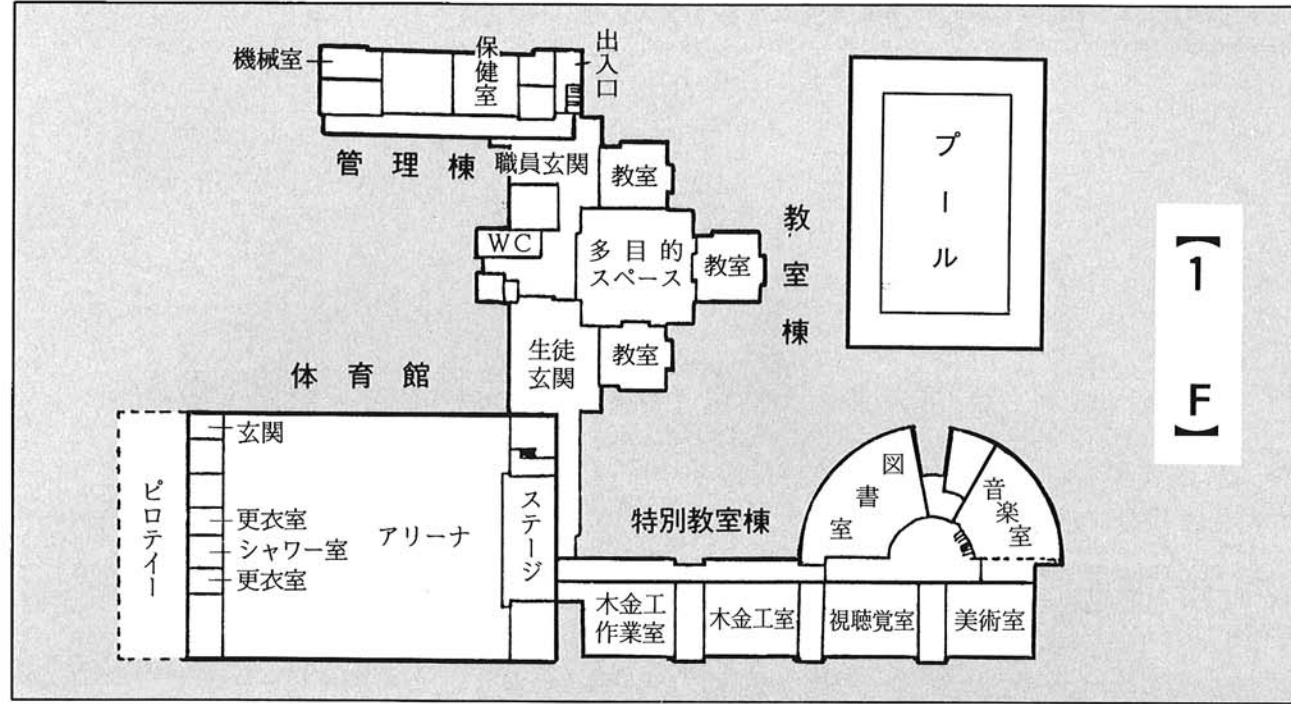 機械室
保健室
出入口
管理棟
職員玄関
教室
WC
多目的
スペース
教室
教室棟
プール
【1F】
生徒
玄関
教室
体育館
玄関
ピロティー
更衣室
シャワー室
更衣室
アリーナ
ステージ
特別教室棟
図書室
音楽室
木金工
作業室
木金工室
視聴覚室
美術室